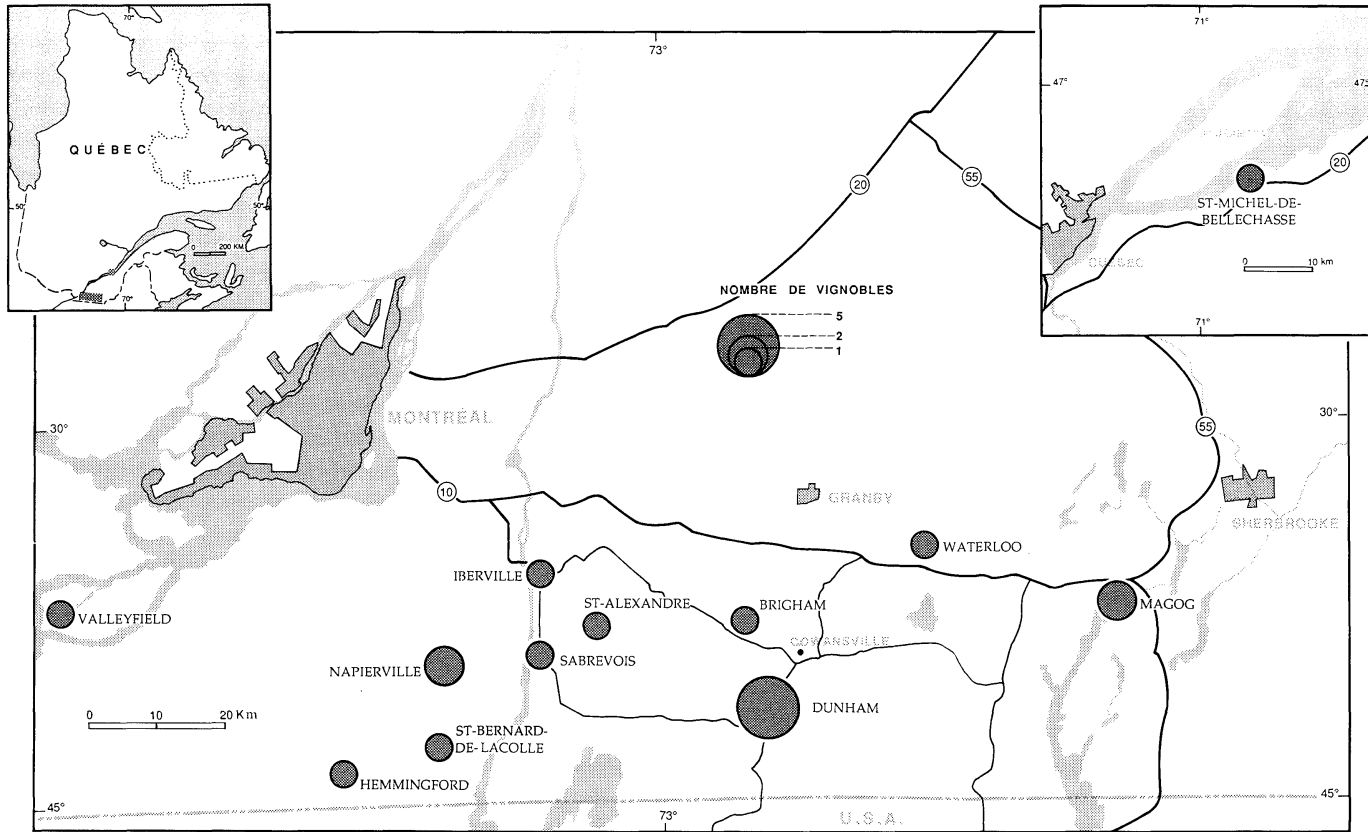 70°
QUÉBEC
50°
50°
0 200 KM
70°
73°
20
55
71°
47°
47°
20
ST-MICHEL-DE-
BELLECHASSE
QUÉBEC
0 10 km
71°
NOMBRE DE VIGNOBLES
5
2
1
MONTRÉAL
30°
30°
55
10
GRANBY
SHERBROOKE
WATERLOO
IBERVILLE
ST-ALEXANDRE
BRIGHAM
MAGOG
VALLEYFIELD
COWANSVILLE
NAPIERVILLE
SABREVOIS
DUNHAM
0 10 20 Km
ST-BERNARD-
DE-LACOLLE
HEMMINGFORD
45°
45°
73°
U.S.A.